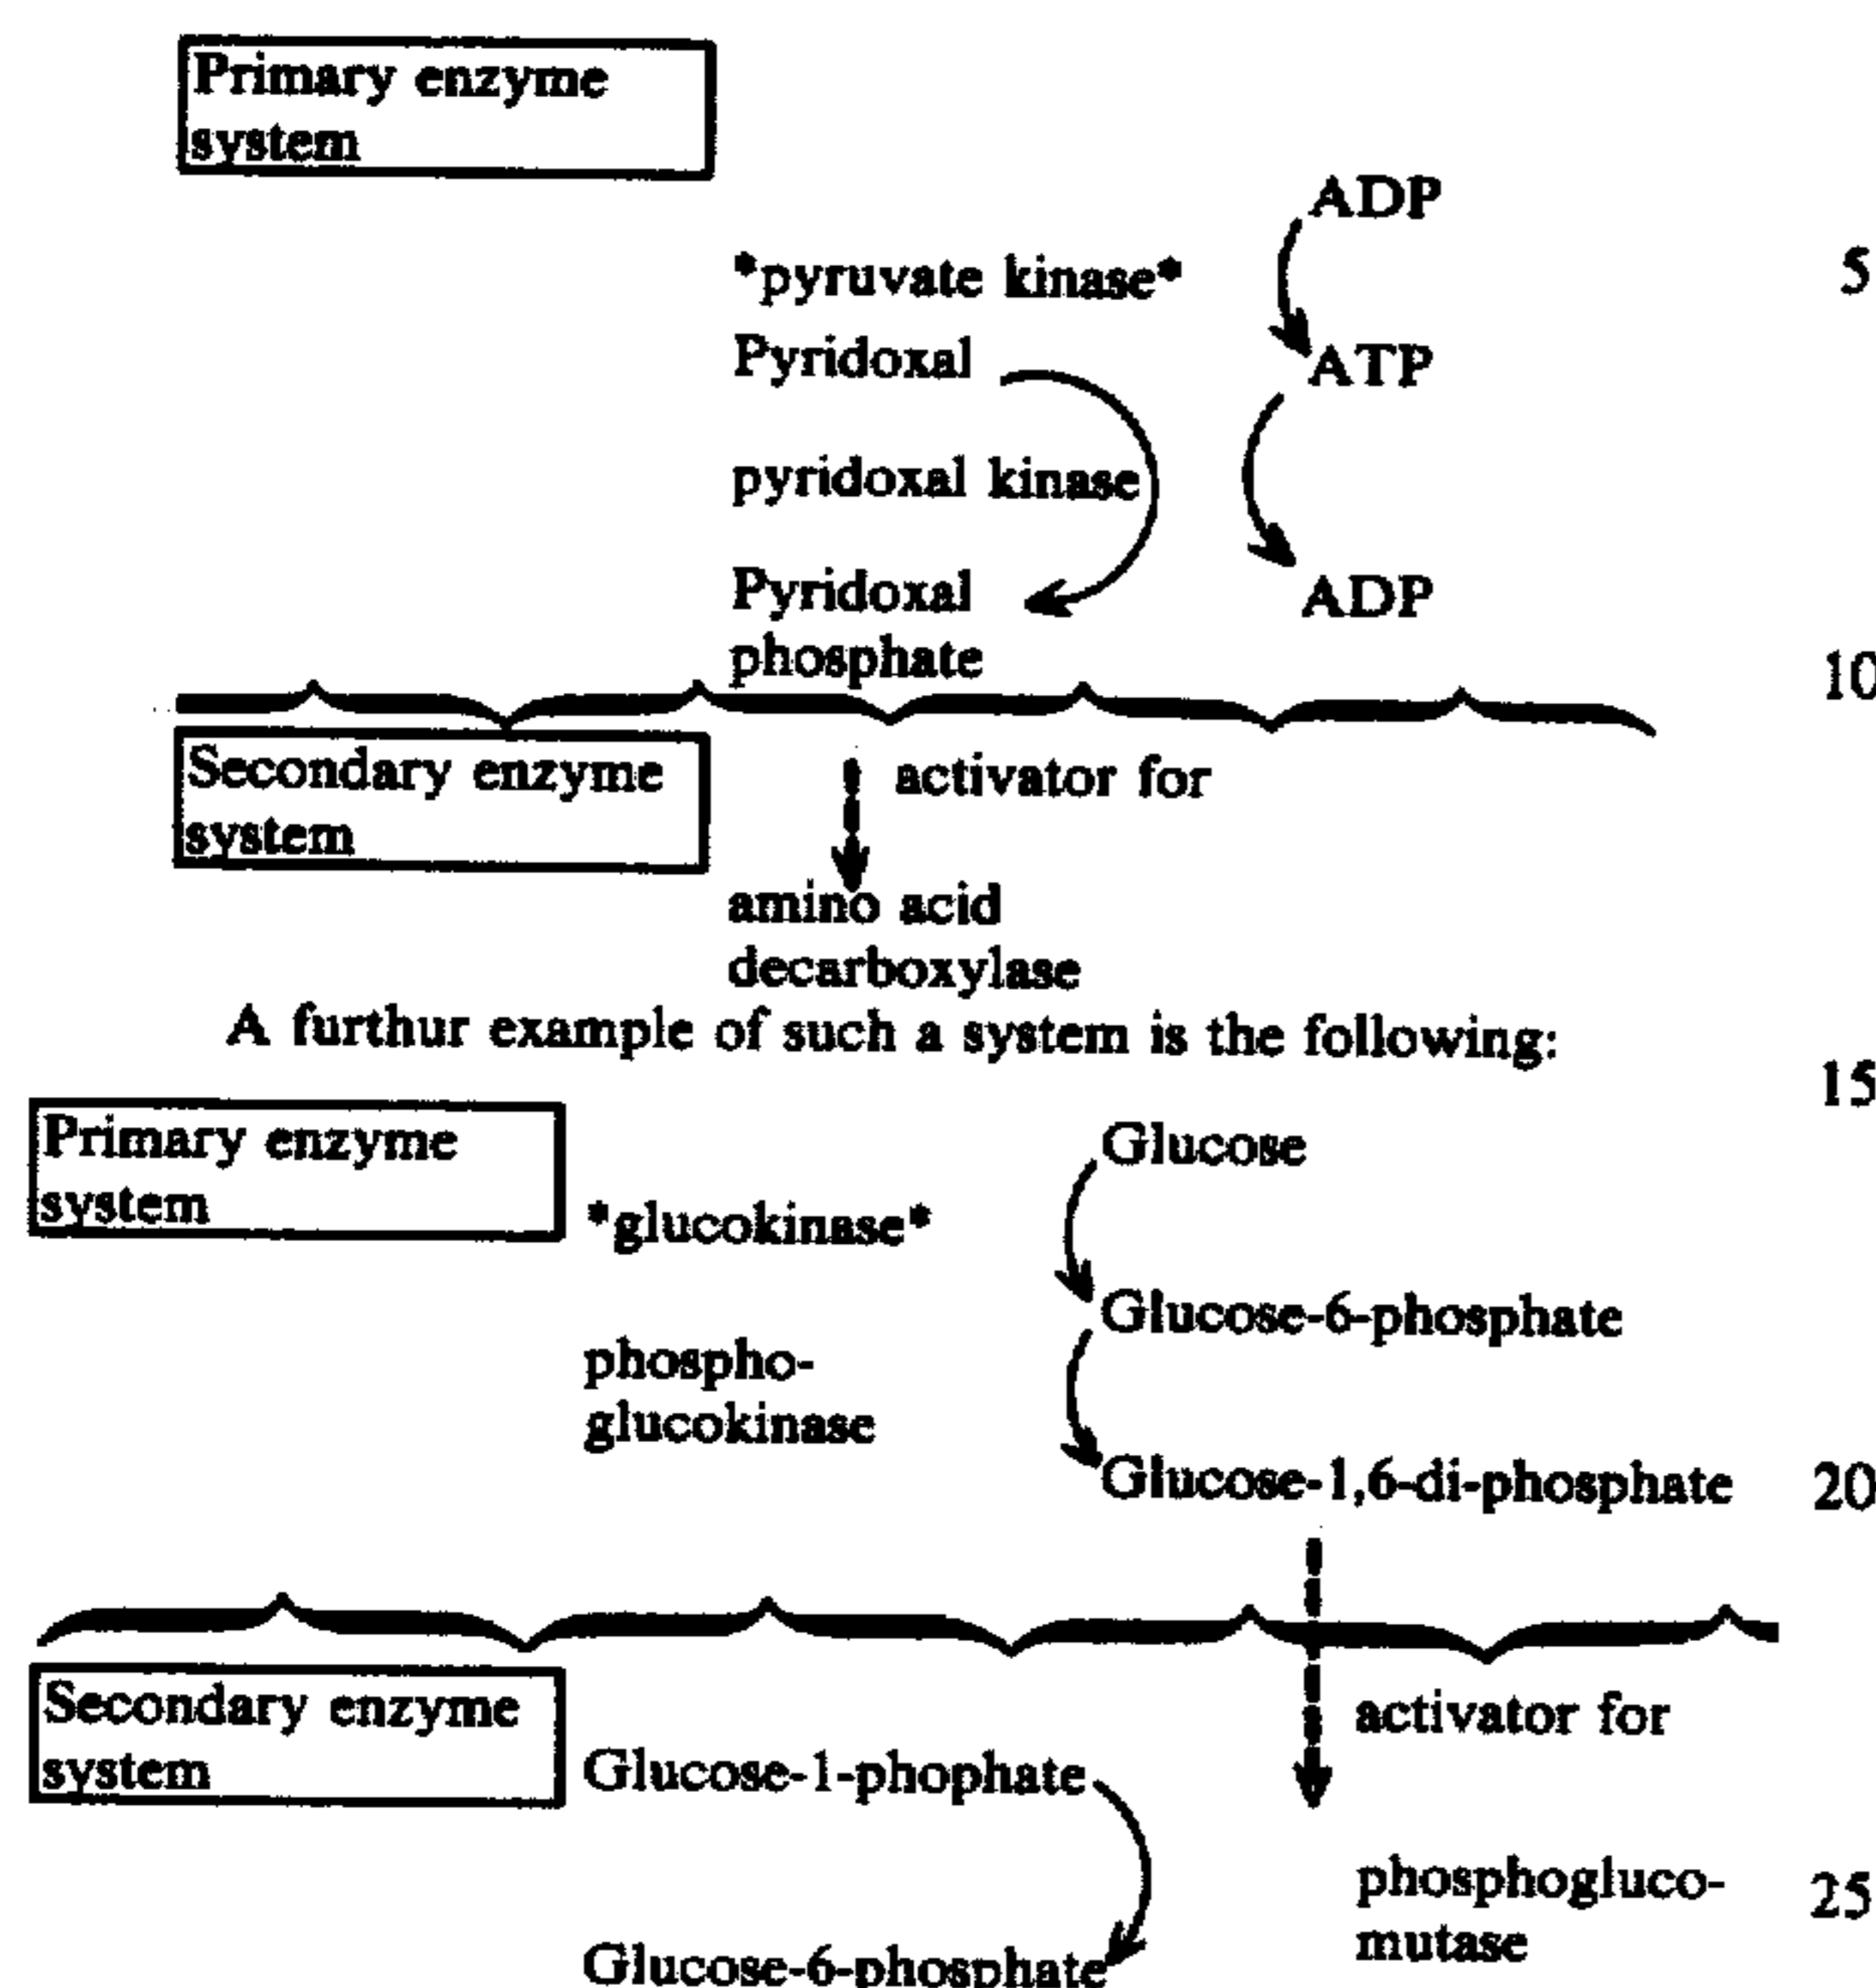 Primary enzyme
system
ADP
*pyruvate kinase*
5
Pyridoxal
ATP
pyridoxal kinase
Pyridoxal
ADP
phosphate
10
Secondary enzyme
system
activator for
amino acid
decarboxylase
A furthur example of such a system is the following:
15
Primary enzyme
system
Glucose
*glucokinase*
Glucose-6-phosphate
phospho-
glucokinase
Glucose-1,6-di-phosphate
20
Secondary enzyme
system
activator for
Glucose-1-phophate
phosphogluco-
mutase
25
Glucose-6-phosphate